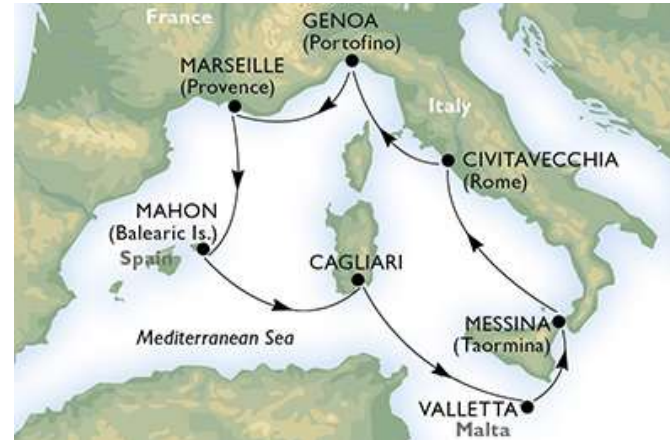 France
GENOA
(Portofino)
MARSEILLE
(Provence)
Italy
CIVITAVECCHIA
(Rome)
MAHON
(Balearic Is.)
Spain
CAGLIARI
Mediterranean Sea
MESSINA
(Taormina)
VALLETTA
Malta